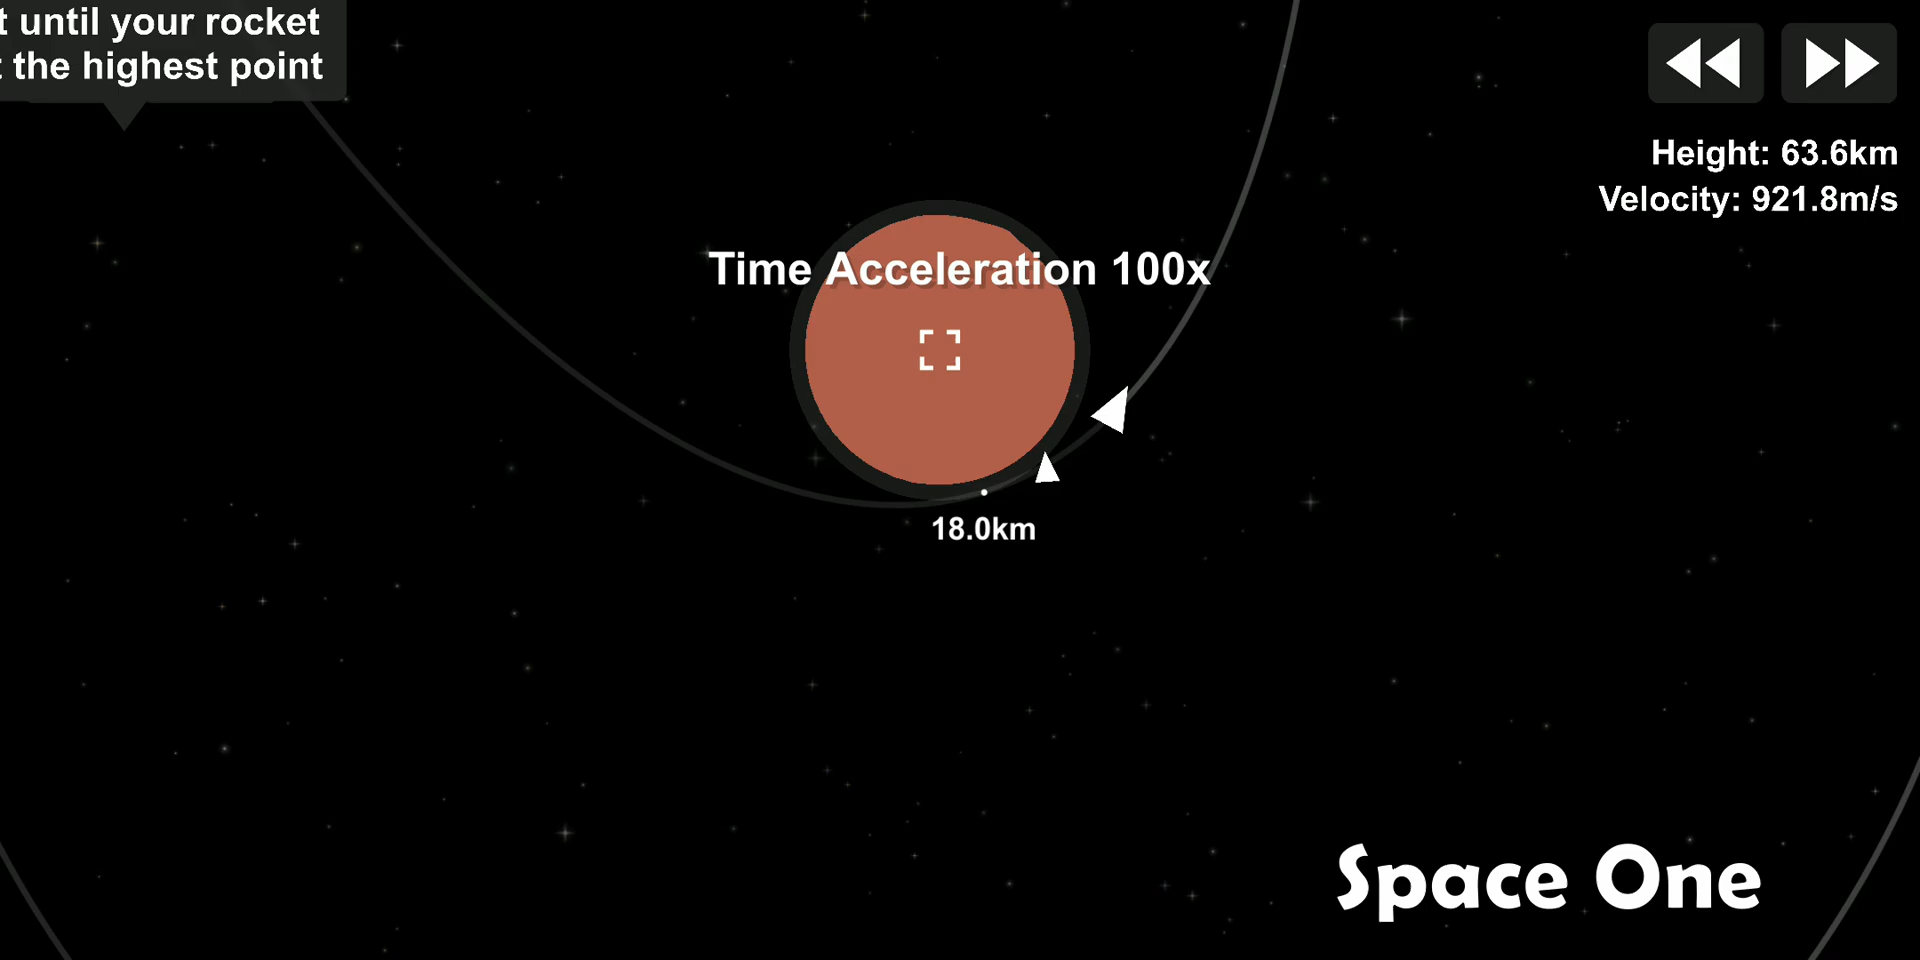 t until your rocket
t the highest point
Height: 63.6km
Velocity: 921.8m/s
Time Acceleration 100x
18.0km
Space One